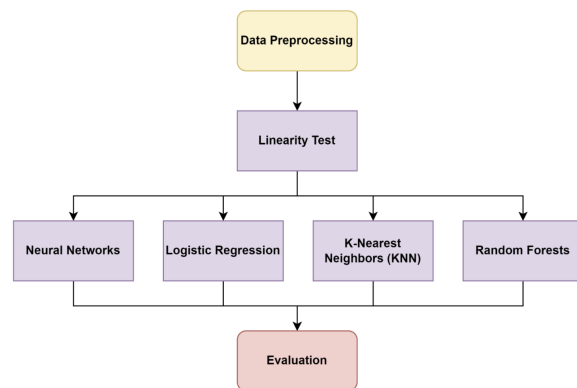 Data Preprocessing
Linearity Test
Neural Networks
Logistic Regression
K-Nearest
Neighbors (KNN)
Random Forests
Evaluation